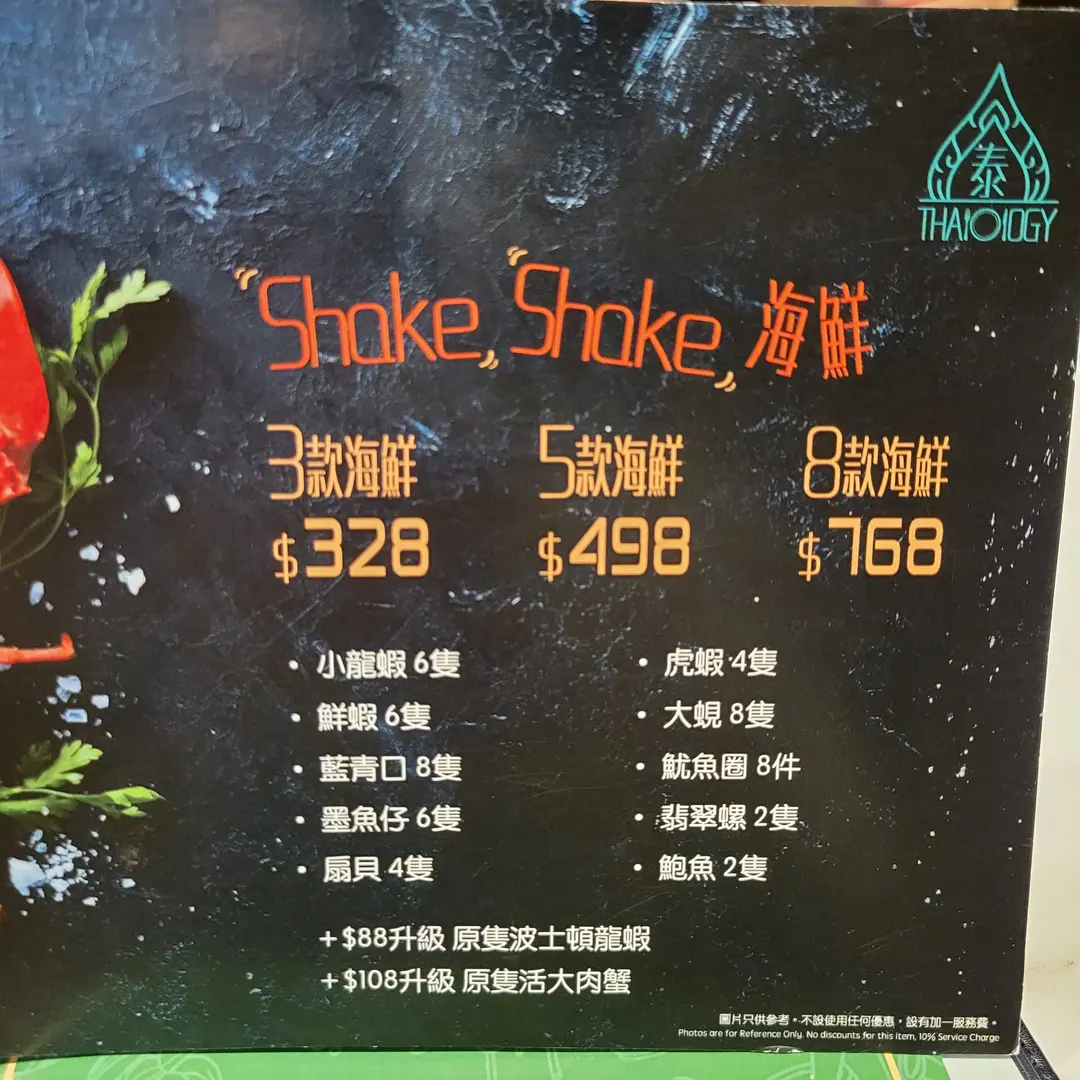 泰
THAIOLOGY
"Shake" "Shake" 海鮮
3款海鮮 5款海鮮 8款海鮮
$328 $498 $768
• 小龍蝦 6隻 • 虎蝦 4隻
• 鮮蝦 6隻 • 大蜆 8隻
• 藍青口 8隻 • 魷魚圈 8件
• 墨魚仔 6隻 • 翡翠螺 2隻
• 扇貝 4隻 • 鮑魚 2隻
+$88升級 原隻波士頓龍蝦
+$108升級 原隻活大肉蟹
圖片只供參考。不設使用任何優惠，設有加一服務費。
Photos are for Reference Only. No discounts for this item, 10% Service Charge